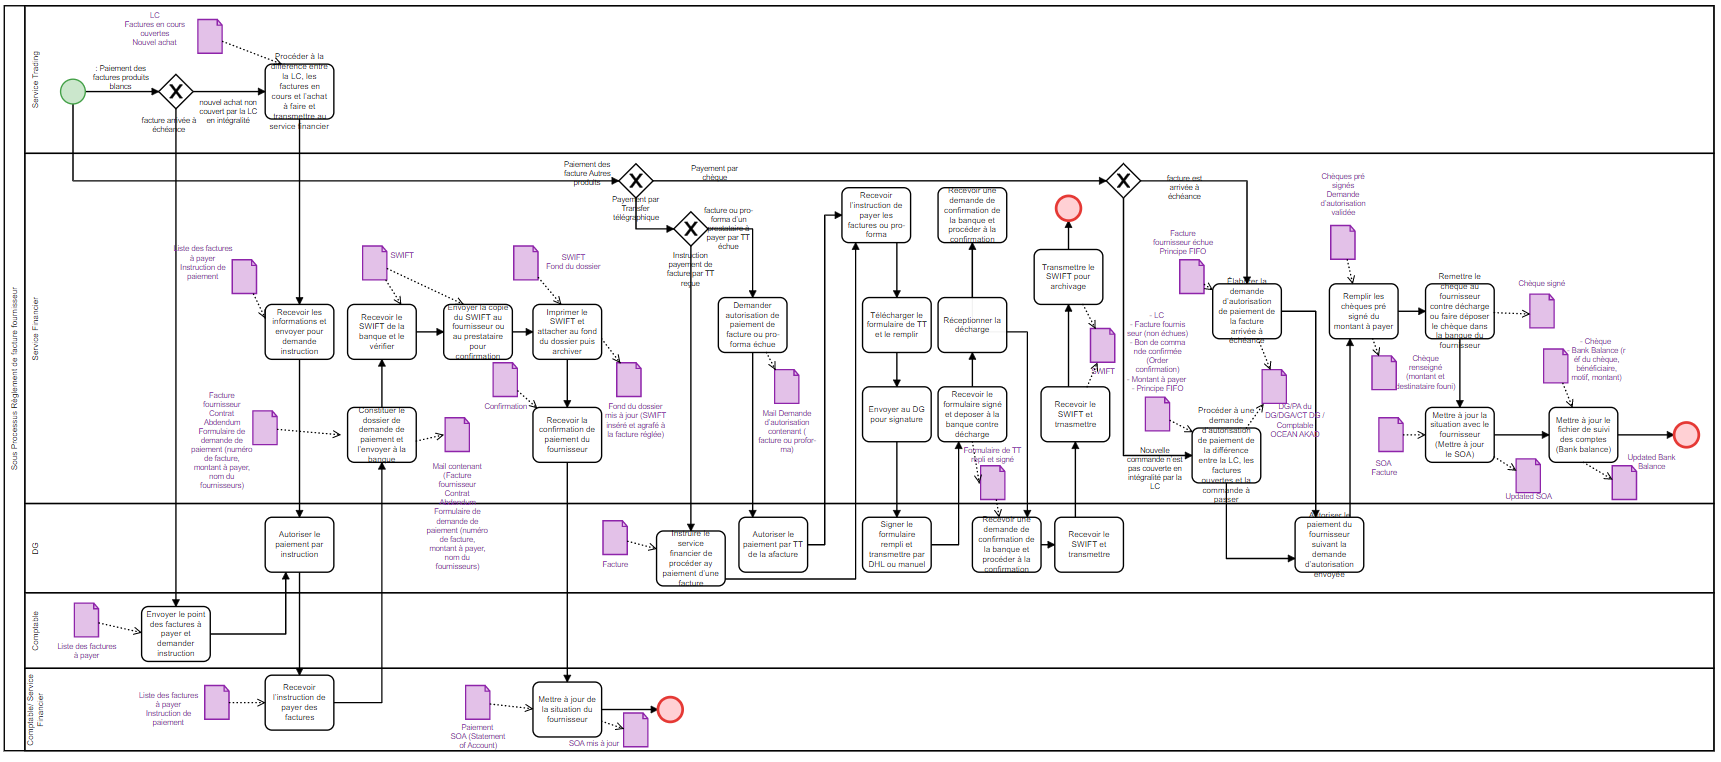 Sous Processus Règlement de facture fournisseur
Service Trading
LC
Factures en cours
ouvertes
Nouvel achat
: Paiement des
factures produits
blancs
facture arrivée à
échéance
nouvel achat non
couvert par la LC
en intégralité
Procéder à la
différence entre
la LC, les
factures en
cours et l'achat
à faire et
transmettre au
service financier
Service Financier
Paiement des
facture Autres
produits
Payement par
chèque
Payement par
Transfer
télégraphique
facture ou pro-
forma d'un
prestataire à
payer par TT
échue
Instruction
payement de
facture par TT
reçue
facture est
arrivée à
échéance
Nouvelle
commande n'est
pas couverte en
intégralité par la
LC
Liste des factures
à payer
Instruction de
paiement
Recevoir les
informations et
envoyer pour
demande
instruction
SWIFT
Recevoir le
SWIFT de la
banque et le
vérifier
Envoyer la copie
du SWIFT au
fournisseur ou
au prestataire
pour
confirmation
SWIFT
Fond du dossier
Imprimer le
SWIFT et
attacher au fond
du dossier puis
archiver
Facture
fournisseur
Contrat
Abdendum
Formulaire de
demande de
paiement (numéro
de facture,
montant à payer,
nom du
fournisseurs)
Constituer le
dossier de
demande de
paiement et
l'envoyer à la
banque
Mail contenant
(Facture
fournisseur
Contrat
Abdendum
Formulaire de
demande de
paiement (numéro
de facture,
montant à payer,
nom du
fournisseurs)
Confirmation
Recevoir la
confirmation de
paiement du
fournisseur
Fond du dossier
mis à jour (SWIFT
inséré et agrafé à
la facture réglée)
Demander
autorisation de
paiement de
facture ou pro-
forma échue
Mail Demande
d'autorisation
contenant (
facture ou profor-
ma)
Recevoir
l'instruction de
payer les
factures ou pro-
forma
Télécharger le
formulaire de TT
et le remplir
Envoyer au DG
pour signature
Recevoir une
demande de
confirmation de
la banque et
procéder à la
confirmation
Réceptionner la
décharge
Recevoir le
formulaire signé
et deposer à la
banque contre
décharge
Formulaire de TT
repli et signé
Transmettre le
SWIFT pour
archivage
SWIFT
Recevoir le
SWIFT et
trnasmettre
- LC
- Facture fournis
seur (non échues)
- Bon de comma
nde confirmée
(Order
confirmation)
- Montant à payer
- Principe FIFO
Facture
fournisseur échue
Principe FIFO
Élaborer la
demande
d'autorisation
de paiement de
la facture
arrivée à
échéance
Procéder à une
demande
d'autorisation
de paiement de
la différence
entre la LC, les
factures
ouvertes et la
commande à
passer
DG/PA du
DG/DGA/CT DG /
Comptable
OCEAN AKAD
Chèques pré
signés
Demande
d'autorisation
validée
Remplir les
chèques pré
signé du
montant à payer
Chèque
renseigné
(montant et
destinataire founi)
Remettre le
chèque au
fournisseur
contre décharge
ou faire déposer
le chèque dans
la banque du
fournisseur
Chèque signé
SOA
Facture
Mettre à jour la
situation avec le
fournisseur
(Mettre à jour
le SOA)
Updated SOA
- Chèque
Bank Balance (r
éf du chèque,
bénéficiaire,
motif, montant)
Mettre à jour le
fichier de suivi
des comptes
(Bank balance)
Updated Bank
Balance
DG
Autoriser le
paiement par
instruction
Facture
Instruire le
service
financier de
procéder ay
paiement d'une
facture
Autoriser le
paiement par TT
de la afacture
Signer le
formulaire
rempli et
transmettre par
DHL ou manuel
Recevoir une
demande de
confirmation de
la banque et
procéder à la
confirmation
Recevoir le
SWIFT et
transmettre
Autoriser le
paiement du
fournisseur
suivant la
demande
d'autorisation
envoyée
Comptable
Liste des factures
à payer
Envoyer le point
des factures à
payer et
demander
instruction
Comptable/ Service
Financier
Liste des factures
à payer
Instruction de
paiement
Recevoir
l'instruction de
payer des
factures
Paiement
SOA (Statement
of Account)
Mettre à jour de
la situation du
fournisseur
SOA mis à jour